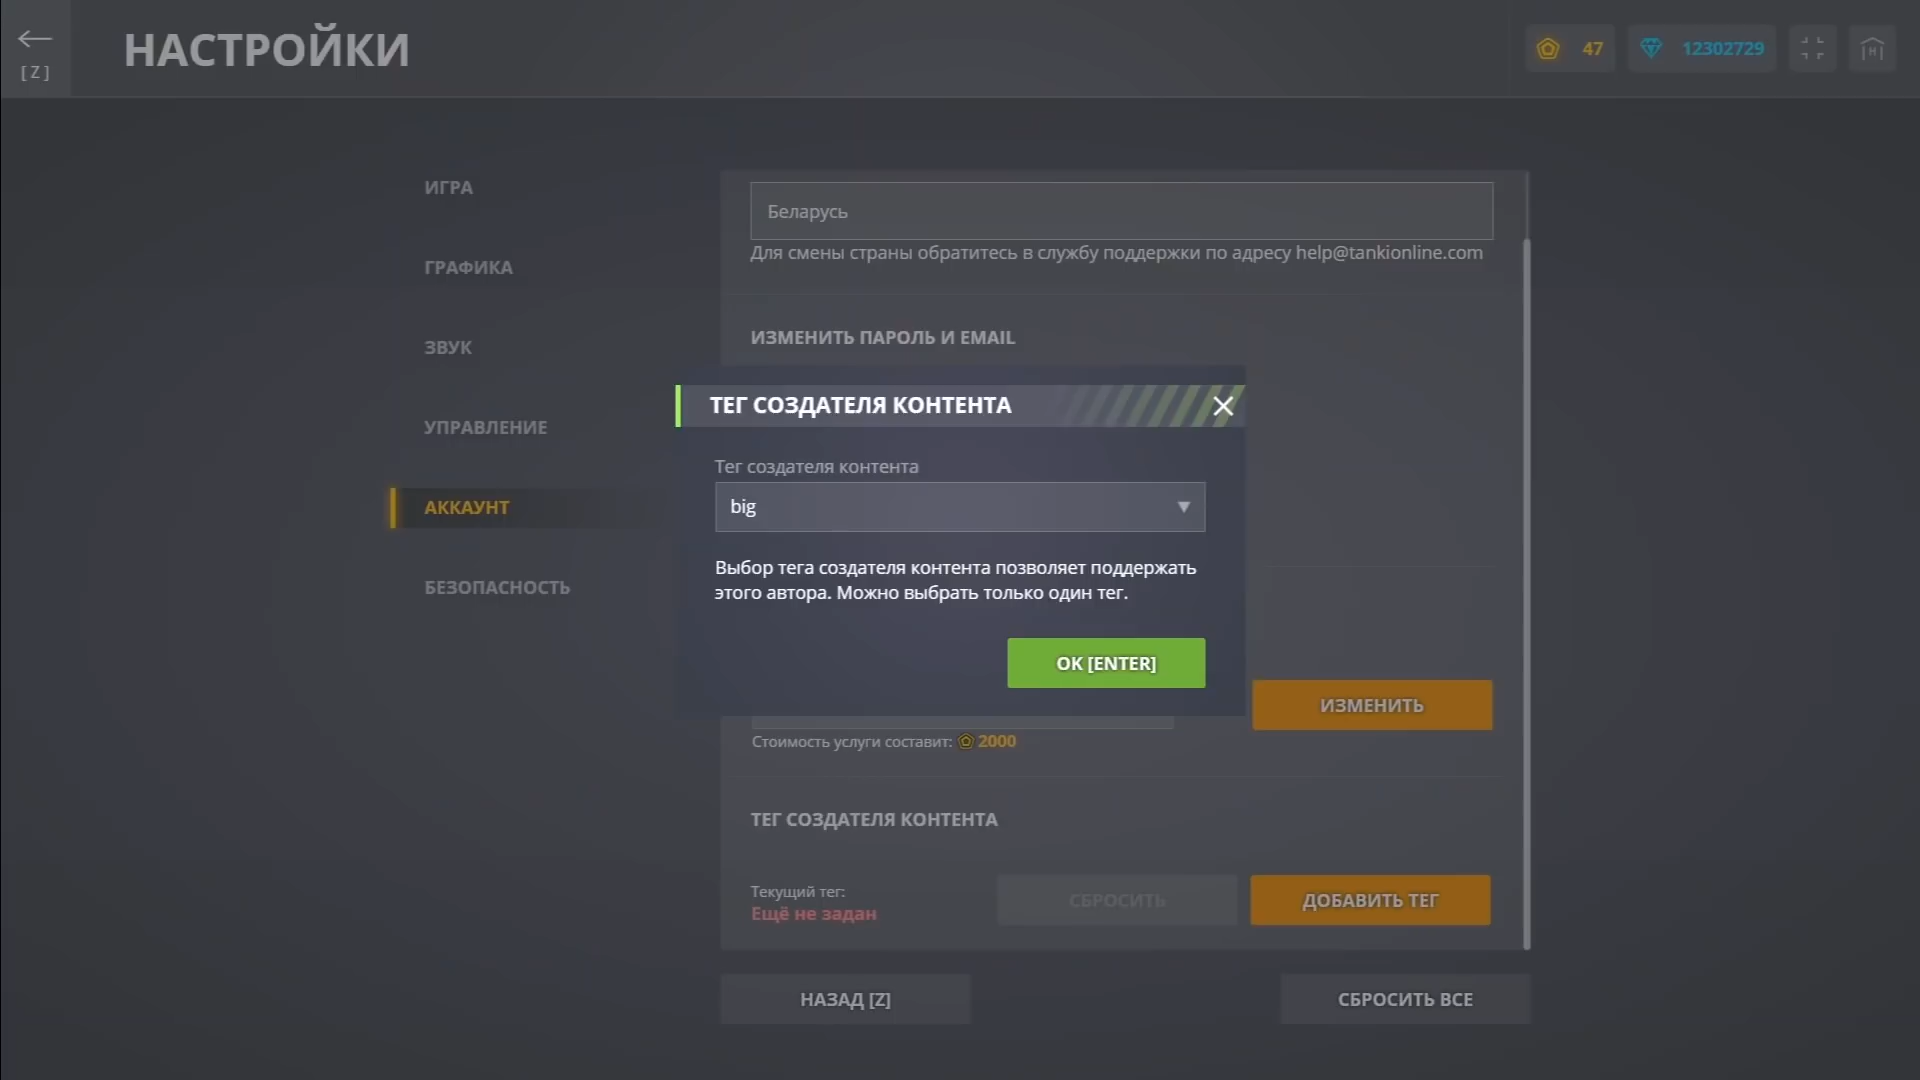 НАСТРОЙКИ
[Z]
47
12302729
ИГРА
ГРАФИКА
ЗВУК
УПРАВЛЕНИЕ
АККАУНТ
БЕЗОПАСНОСТЬ
Беларусь
Для смены страны обратитесь в службу поддержки по адресу help@tankionline.com
ИЗМЕНИТЬ ПАРОЛЬ И EMAIL
ТЕГ СОЗДАТЕЛЯ КОНТЕНТА
Тег создателя контента
big
Выбор тега создателя контента позволяет поддержать
этого автора. Можно выбрать только один тег.
OK [ENTER]
ИЗМЕНИТЬ
Стоимость услуги составит: 2000
ТЕГ СОЗДАТЕЛЯ КОНТЕНТА
Текущий тег:
Ещё не задан
СБРОСИТЬ
ДОБАВИТЬ ТЕГ
НАЗАД [Z]
СБРОСИТЬ ВСЕ